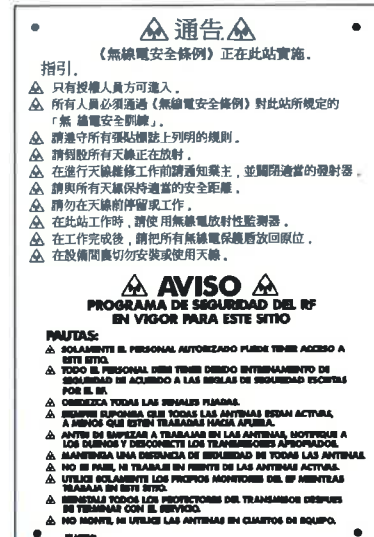 通告
《無線電安全條例》正在此站實施.
指引.
只有授權人員方可進入.
所有人員必須通過《無線電安全條例》對此站所規定的
「無 線電安全訓練」.
請遵守所有張貼標誌上列明的規則.
請假設所有天線正在放射.
在進行天線維修工作前請通知業主,並關閉適當的發射器.
請與所有天線保持適當的安全距離.
請勿在天線前停留或工作.
在此站工作時,請使用無線電放射性監測器.
在工作完成後,請把所有無線電保護盾放回原位.
在設備間裏切勿安裝或使用天線.
AVISO
PROGRAMA DE SEGURIDAD DEL RF
EN VIGOR PARA ESTE SITIO
PAUTAS:
SOLAMENTE EL PERSONAL AUTORIZADO PUEDE TENER ACCESO A
ESTE SITIO.
TODO EL PERSONAL DEBE TENER DEBIDO ENTRENAMIENTO DE
SEGURIDAD DE ACUERDO A LAS REGLAS DE SEGURIDAD ESCRITAS
POR EL RF.
OBEDEZCA TODAS LAS SEÑALES FIJADAS.
SIEMPRE SUPONGA QUE TODAS LAS ANTENAS ESTAN ACTIVAS,
A MENOS QUE ESTEN TRABADAS HACIA AFUERA.
ANTES DE EMPEZAR A TRABAJAR EN LAS ANTENAS, NOTIFIQUE A
LOS DUENOS Y DESCONECTE LOS TRANSMISORES APROPIADOS.
MANTENGA UNA DISTANCIA DE SEGURIDAD DE TODAS LAS ANTENAS.
NO SE PARE, NI TRABAJE EN FRENTE DE LAS ANTENAS ACTIVAS.
UTILICE SOLAMENTE LOS PROPIOS MONITORES DEL RF MIENTRAS
TRABAJA EN ESTE SITIO.
REINSTALE TODOS LOS PROTECTORES DEL TRANSMISOR DESPUES
DE TERMINAR CON EL SERVICIO.
NO MONTE, NI UTILICE LAS ANTENAS EN CUARTOS DE EQUIPO.